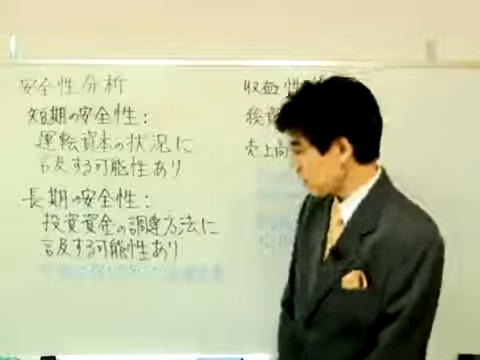 安全性分析
短期の安全性：
運転資本の状況に
言及する可能性あり
長期の安全性：
投資資金の調達方法に
言及する可能性あり
収益性
投資
売上高